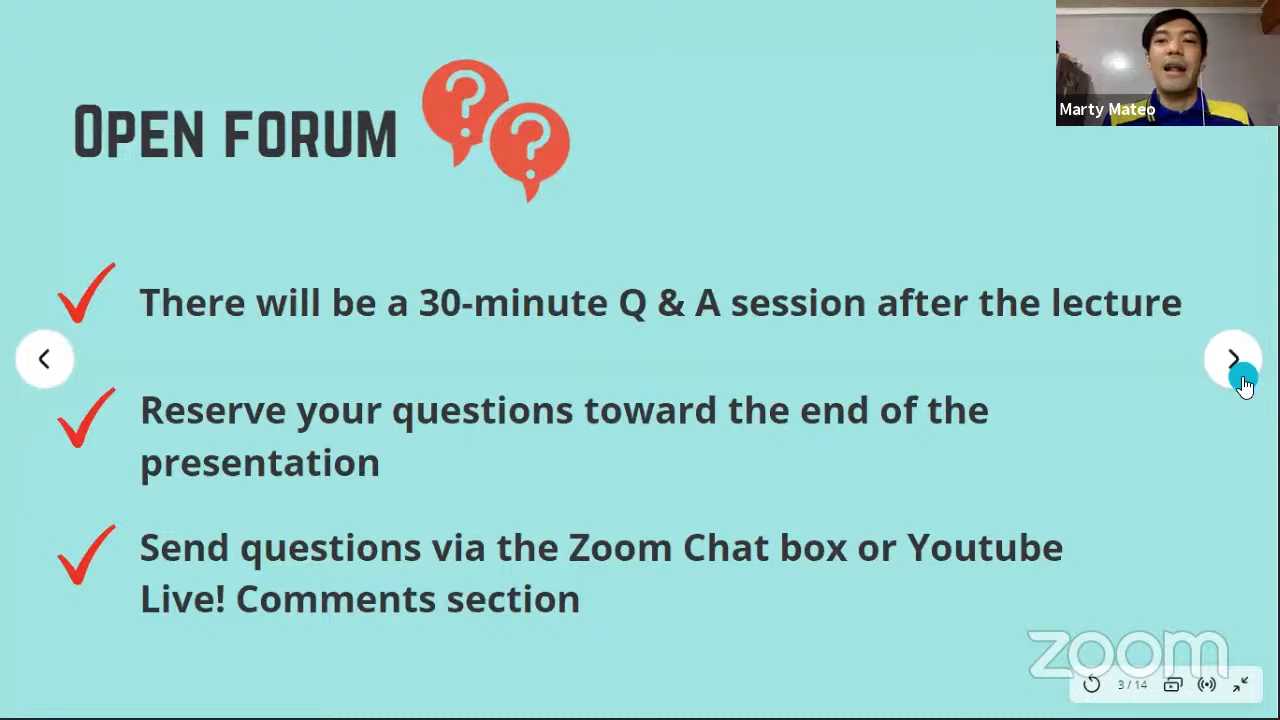 Marty Mateo
OPEN FORUM
? ?
There will be a 30-minute Q & A session after the lecture
Reserve your questions toward the end of the
presentation
Send questions via the Zoom Chat box or Youtube
Live! Comments section
zoom
3 / 14